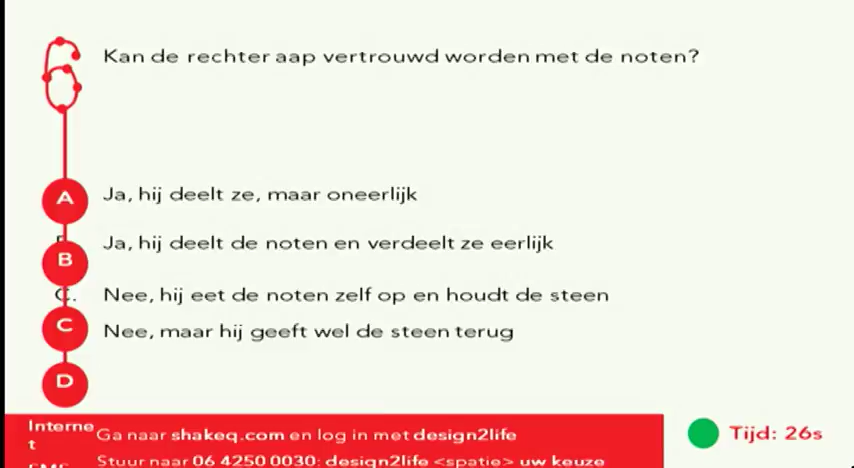 6
Kan de rechter aap vertrouwd worden met de noten?
A
Ja, hij deelt ze, maar oneerlijk
B
Ja, hij deelt de noten en verdeelt ze eerlijk
C.
Nee, hij eet de noten zelf op en houdt de steen
C
Nee, maar hij geeft wel de steen terug
D
Interne
t
Ga naar shakeq.com en log in met design2life
SMS
Stuur naar 06 4250 0030: design2life <spatie> uw keuze
Tijd: 26s